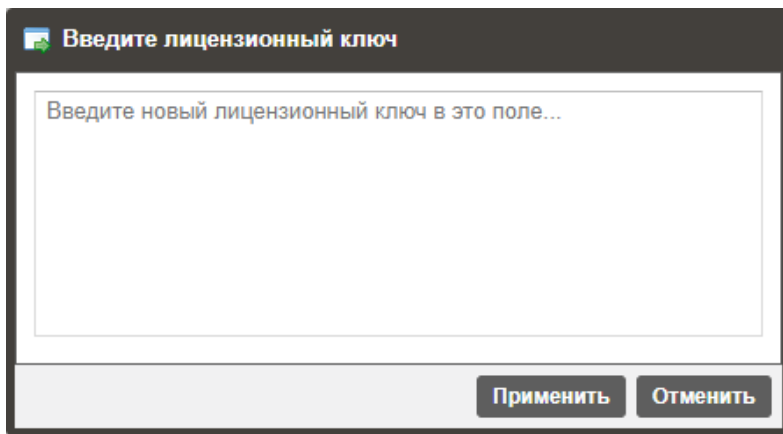 Введите лицензионный ключ
Введите новый лицензионный ключ в это поле...
Применить Отменить